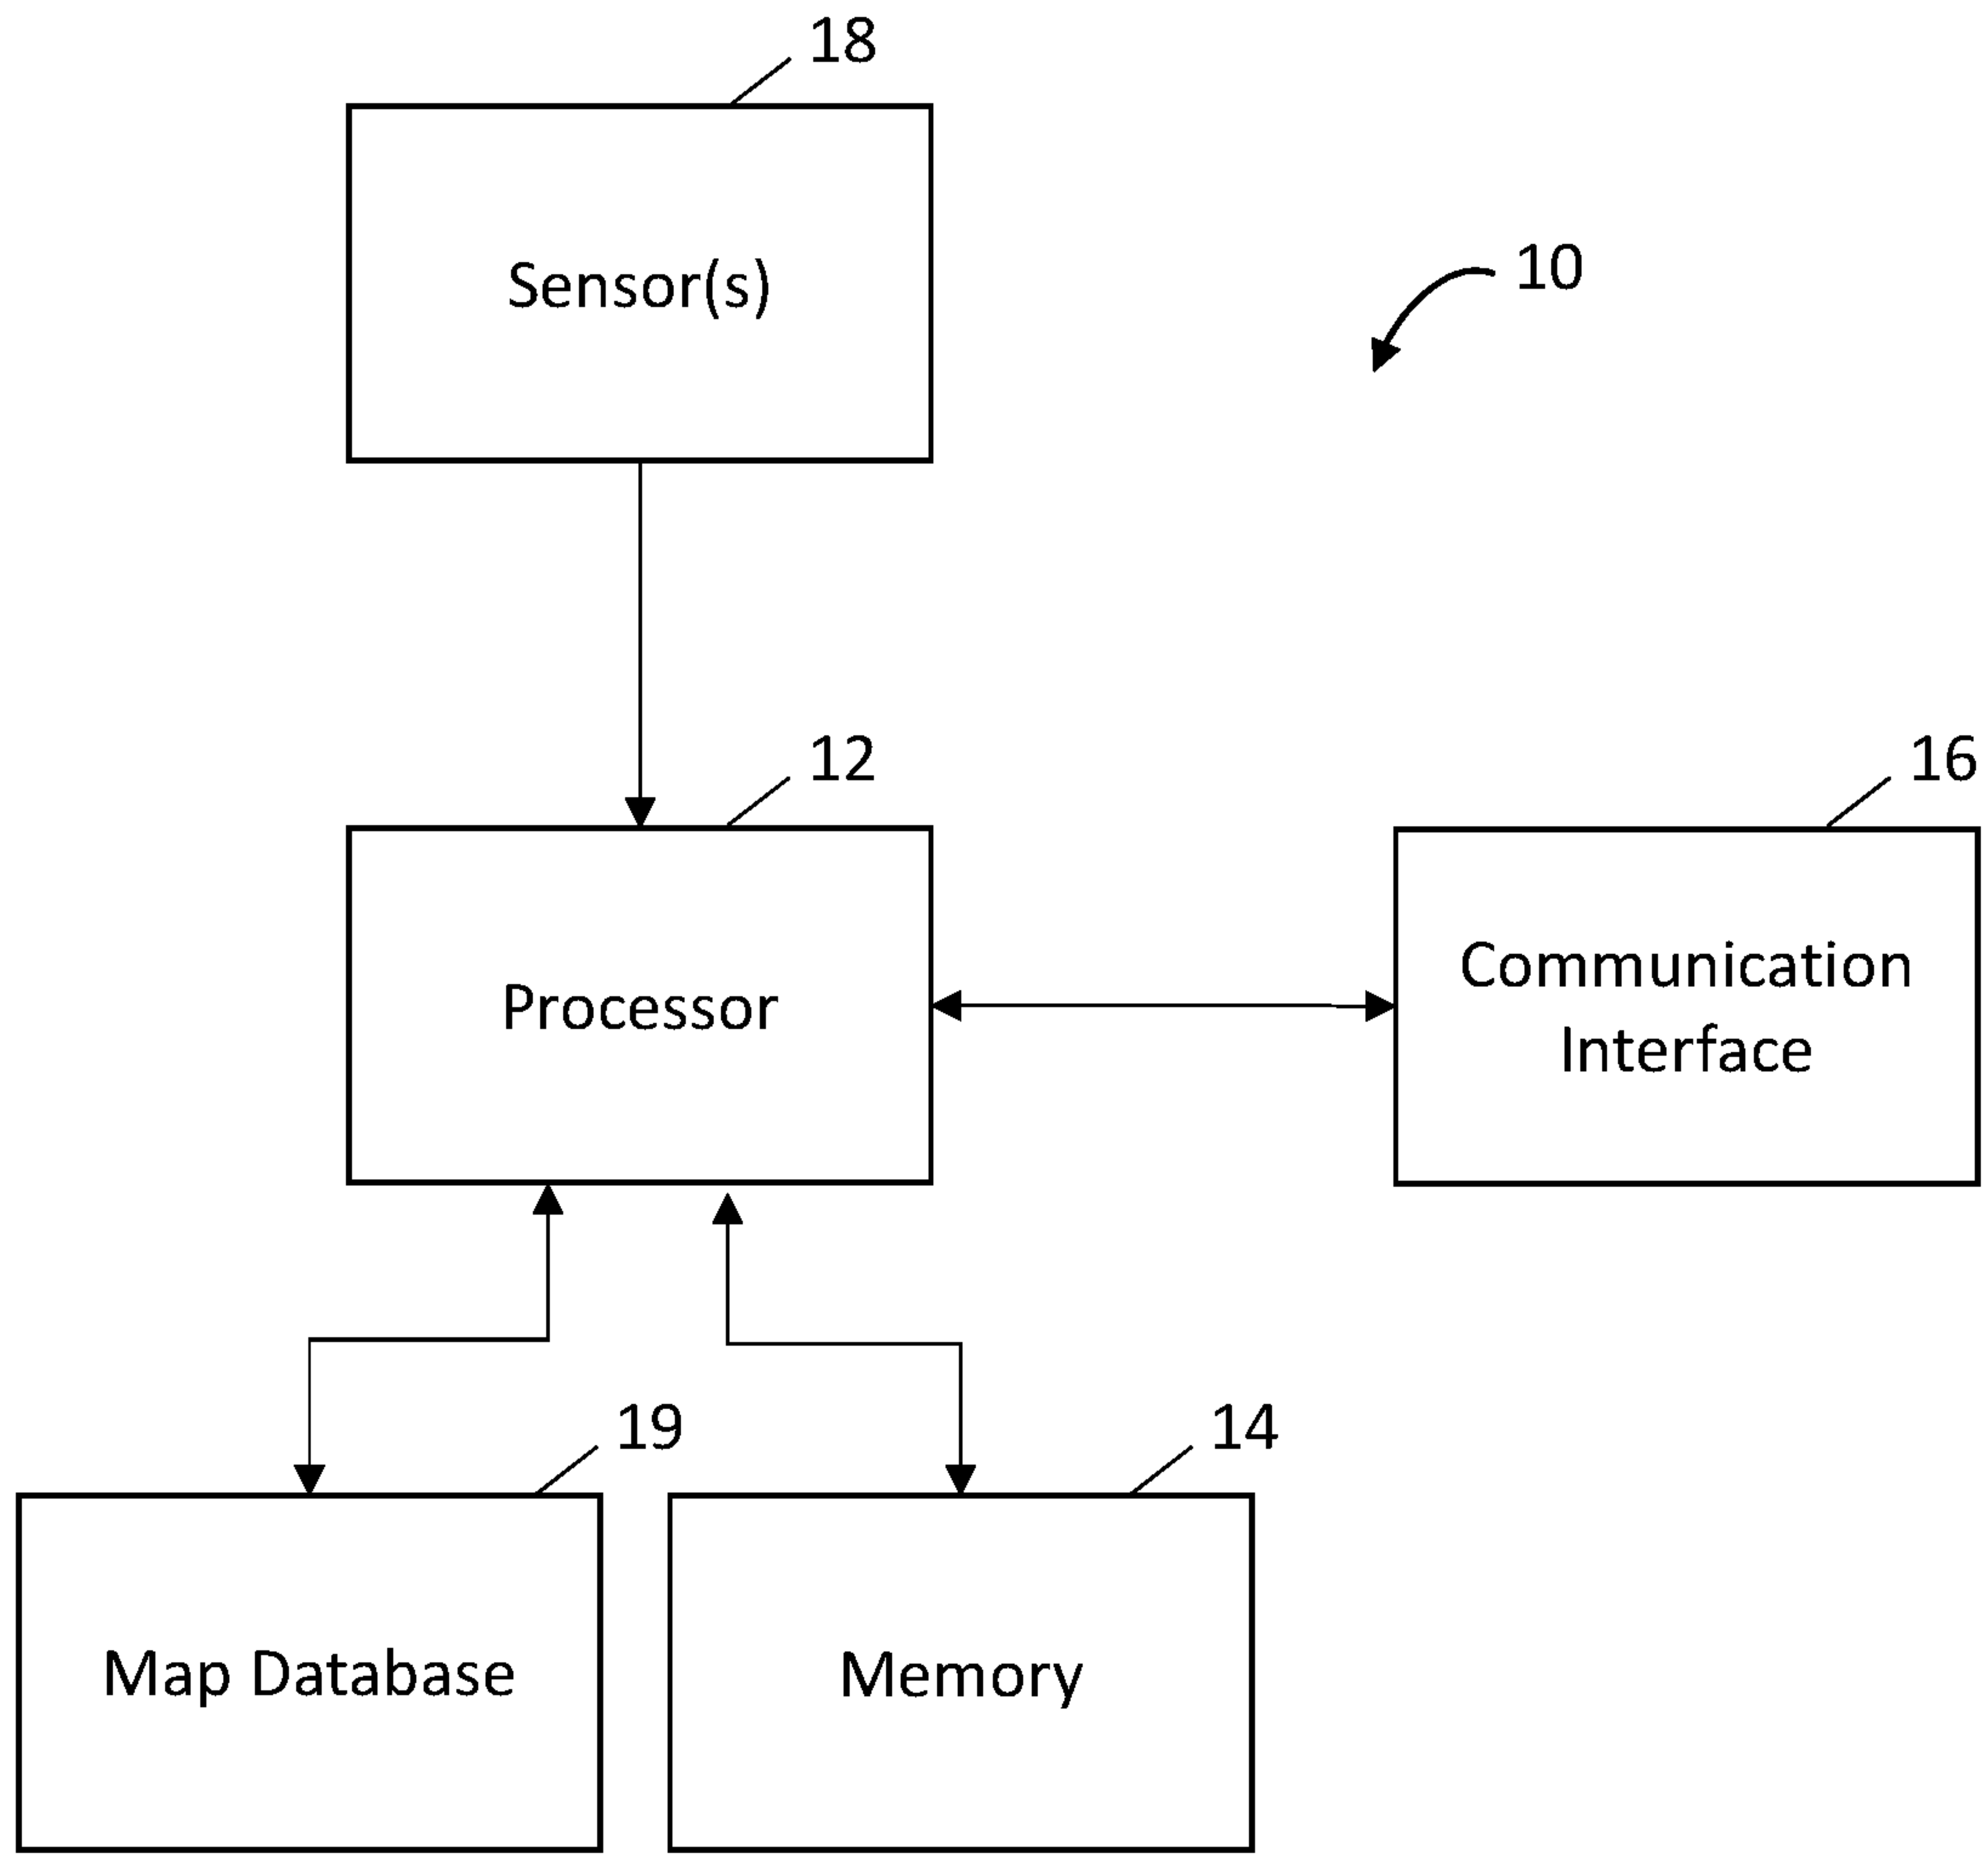 18
Sensor(s)
10
12
16
Processor
Communication
Interface
19
14
Map Database
Memory